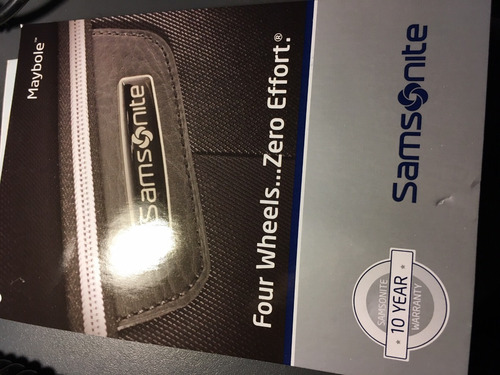 Maybole™
Samsonite
Four Wheels...Zero Effort.®
Samsonite
SAMSONITE
10 YEAR
WARRANTY